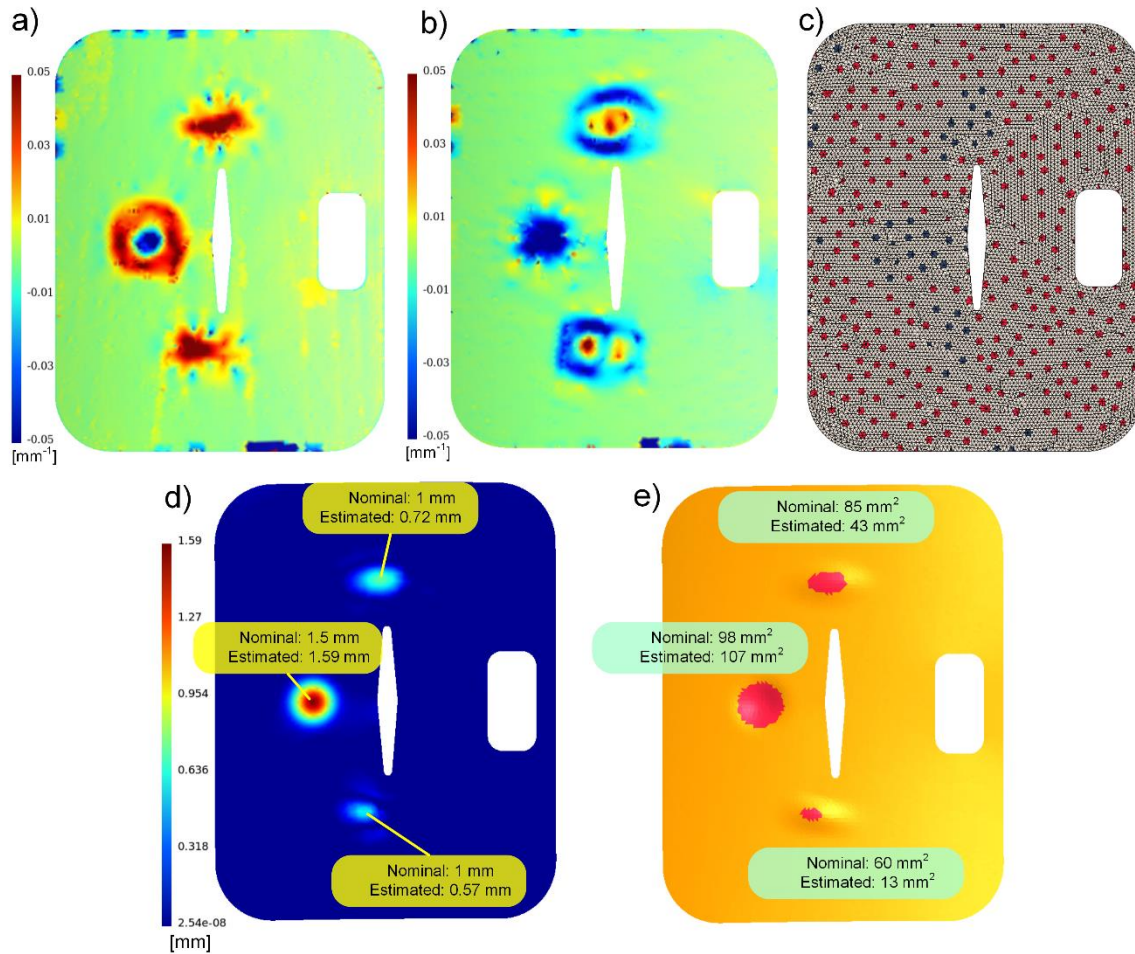 a)
b)
c)
0.05
0.03
0.01
-0.01
-0.03
-0.05
[mm⁻¹]
0.05
0.03
0.01
-0.01
-0.03
-0.05
[mm⁻¹]
d)
e)
1.59
1.27
0.954
0.636
0.318
2.54e-08
[mm]
Nominal: 1 mm
Estimated: 0.72 mm
Nominal: 1.5 mm
Estimated: 1.59 mm
Nominal: 1 mm
Estimated: 0.57 mm
Nominal: 85 mm²
Estimated: 43 mm²
Nominal: 98 mm²
Estimated: 107 mm²
Nominal: 60 mm²
Estimated: 13 mm²